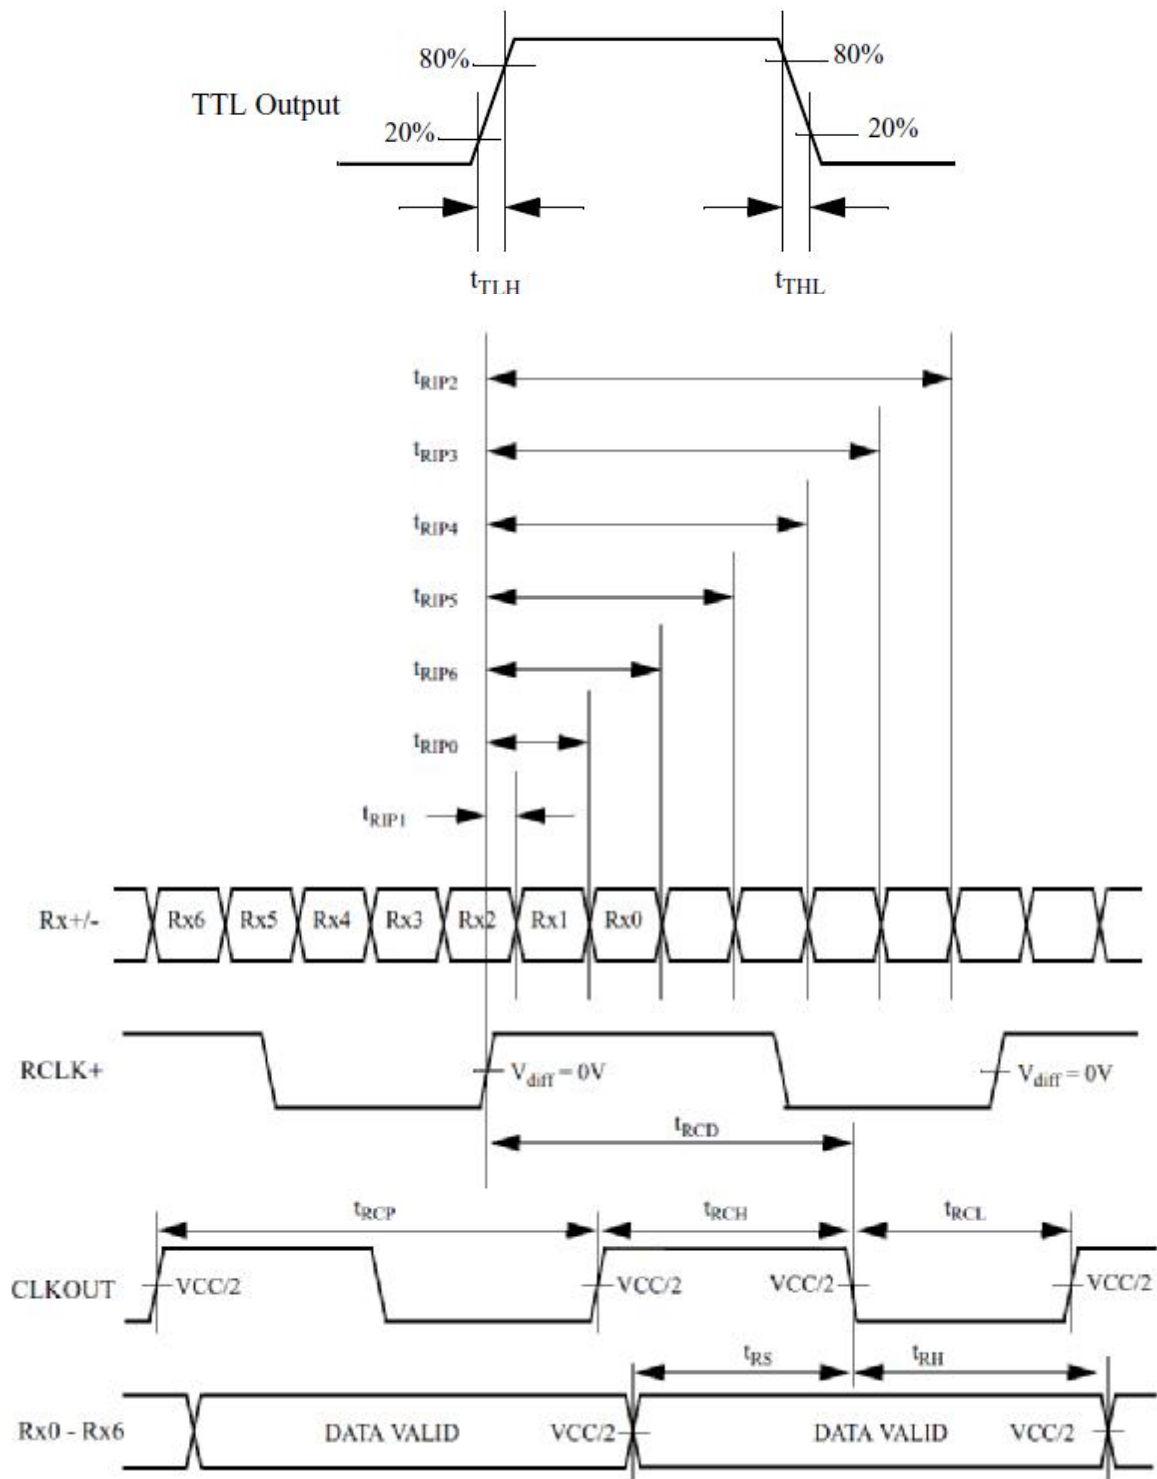 80%
80%
TTL Output
20%
20%
tTLH
tTHL
tRIP2
tRIP3
tRIP4
tRIP5
tRIP6
tRIP0
tRIP1
Rx+/-
Rx6
Rx5
Rx4
Rx3
Rx2
Rx1
Rx0
RCLK+
Vdiff = 0V
Vdiff = 0V
tRCD
tRCP
tRCH
tRCL
CLKOUT
VCC/2
VCC/2
VCC/2
VCC/2
tRS
tRH
Rx0 - Rx6
DATA VALID
VCC/2
DATA VALID
VCC/2